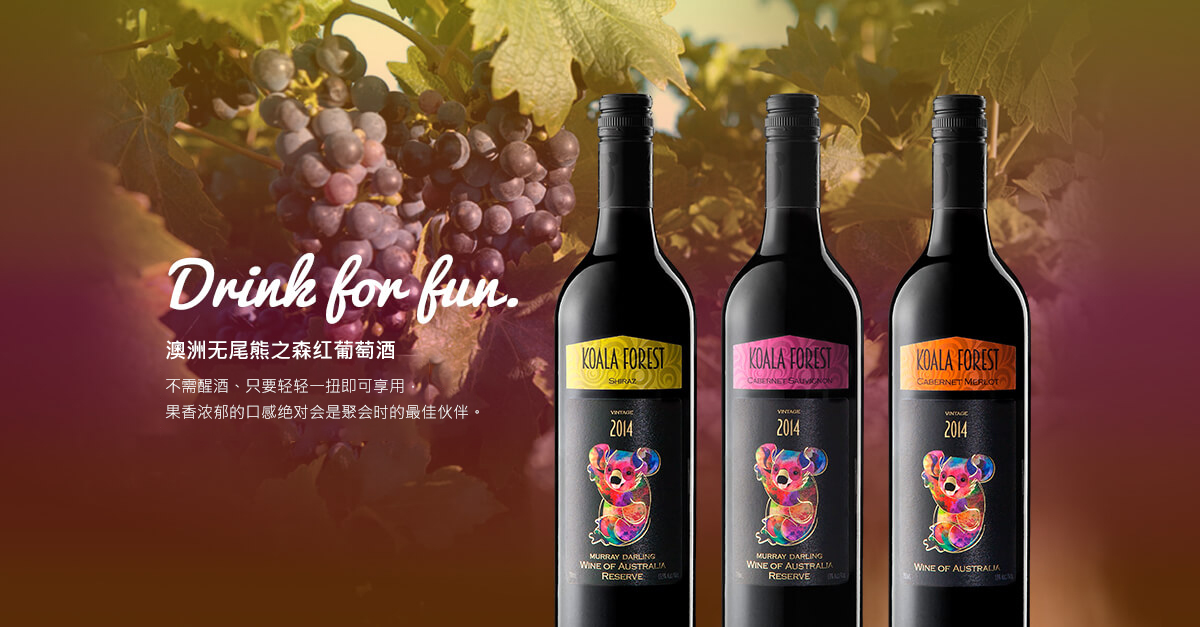 Drink for fun.
澳洲无尾熊之森红葡萄酒
不需醒酒、只要轻轻一扭即可享用，
果香浓郁的口感绝对会是聚会时的最佳伙伴。
KOALA FOREST
SHIRAZ
VINTAGE
2014
MURRAY DARLING
WINE OF AUSTRALIA
RESERVE
KOALA FOREST
CABERNET SAUVIGNON
VINTAGE
2014
MURRAY DARLING
WINE OF AUSTRALIA
RESERVE
KOALA FOREST
CABERNET MERLOT
VINTAGE
2014
WINE OF AUSTRALIA